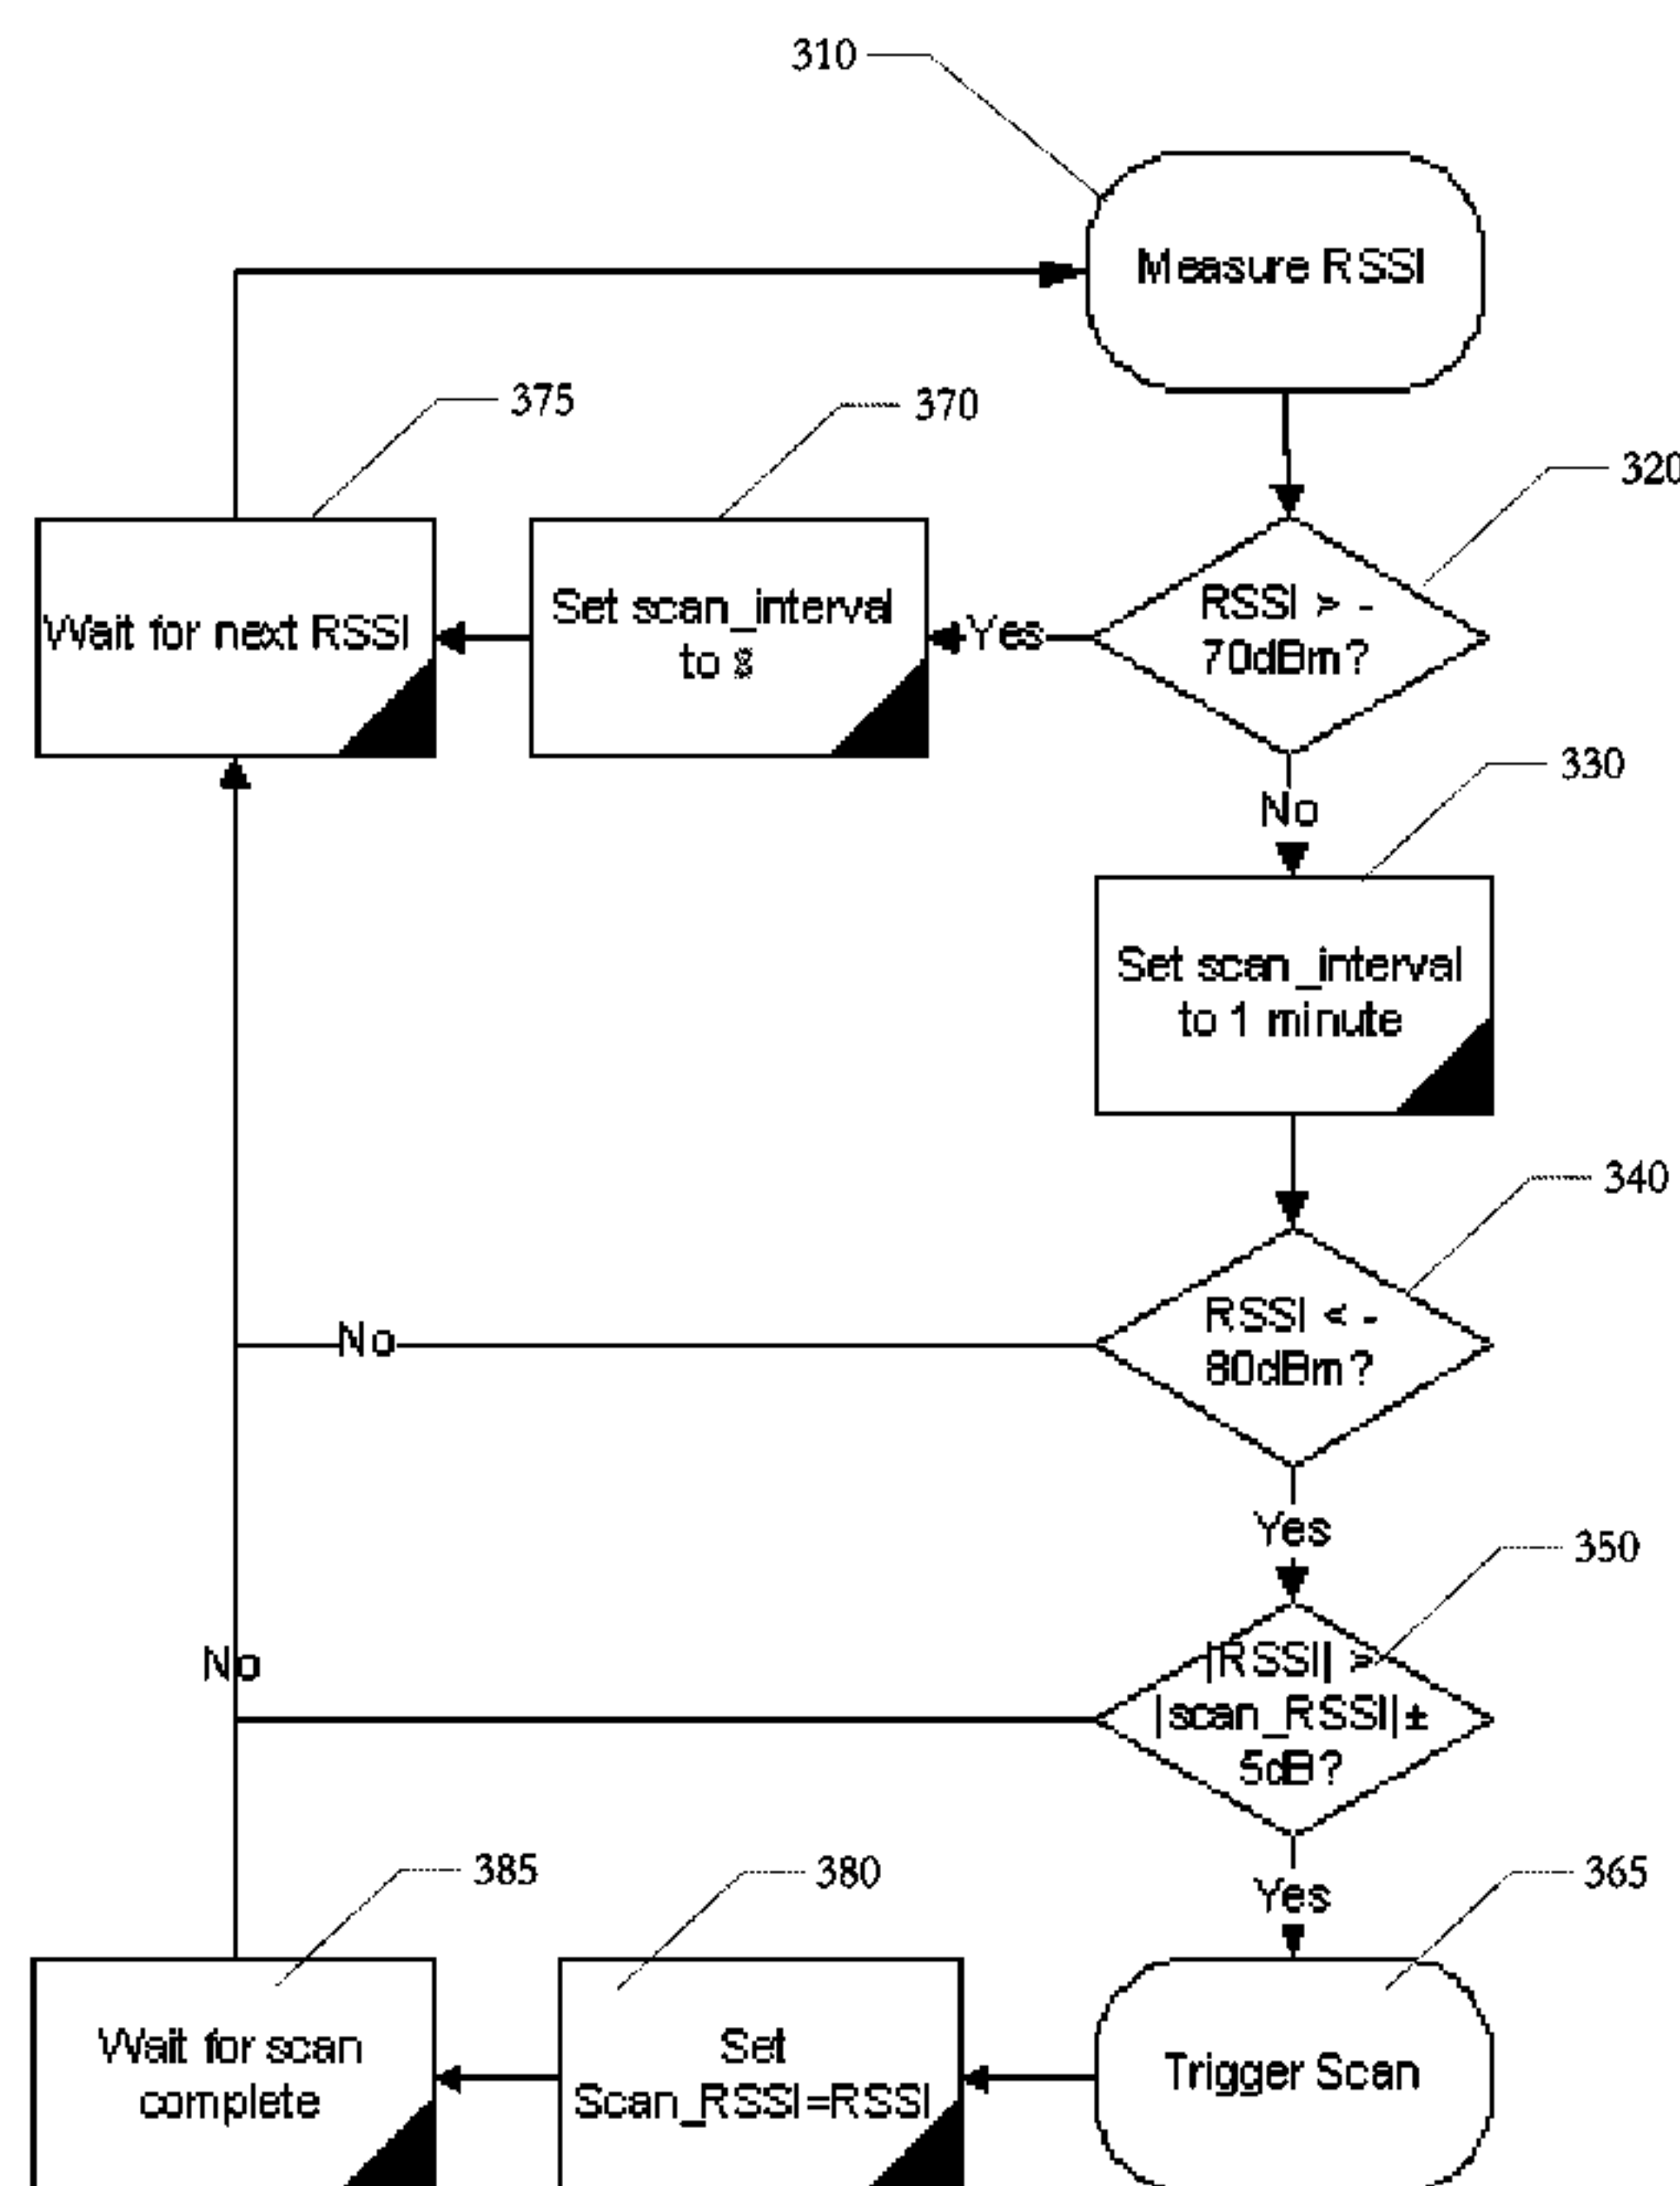 310
Measure RSSI
375
370
320
Wait for next RSSI
Set scan_interval
to
Yes
RSSI > -
70dBm?
330
No
Set scan_interval
to 1 minute
340
RSSI < -
80dBm?
No
Yes
350
|RSSI| >
|scan_RSSI|±
5dB?
No
385
380
Yes
365
Wait for scan
complete
Set
Scan_RSSI=RSSI
Trigger Scan